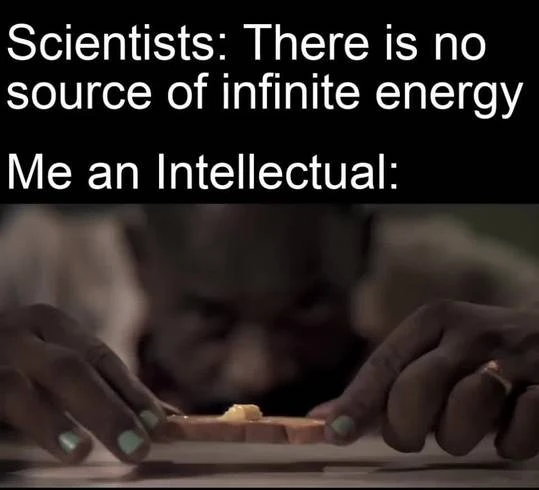 Scientists: There is no
source of infinite energy
Me an Intellectual: